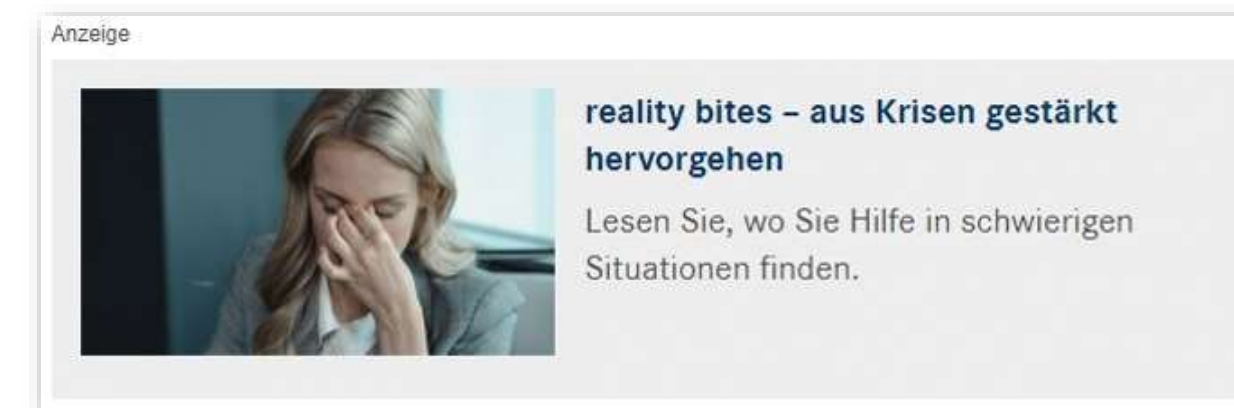 Anzeige
reality bites – aus Krisen gestärkt
hervorgehen
Lesen Sie, wo Sie Hilfe in schwierigen
Situationen finden.